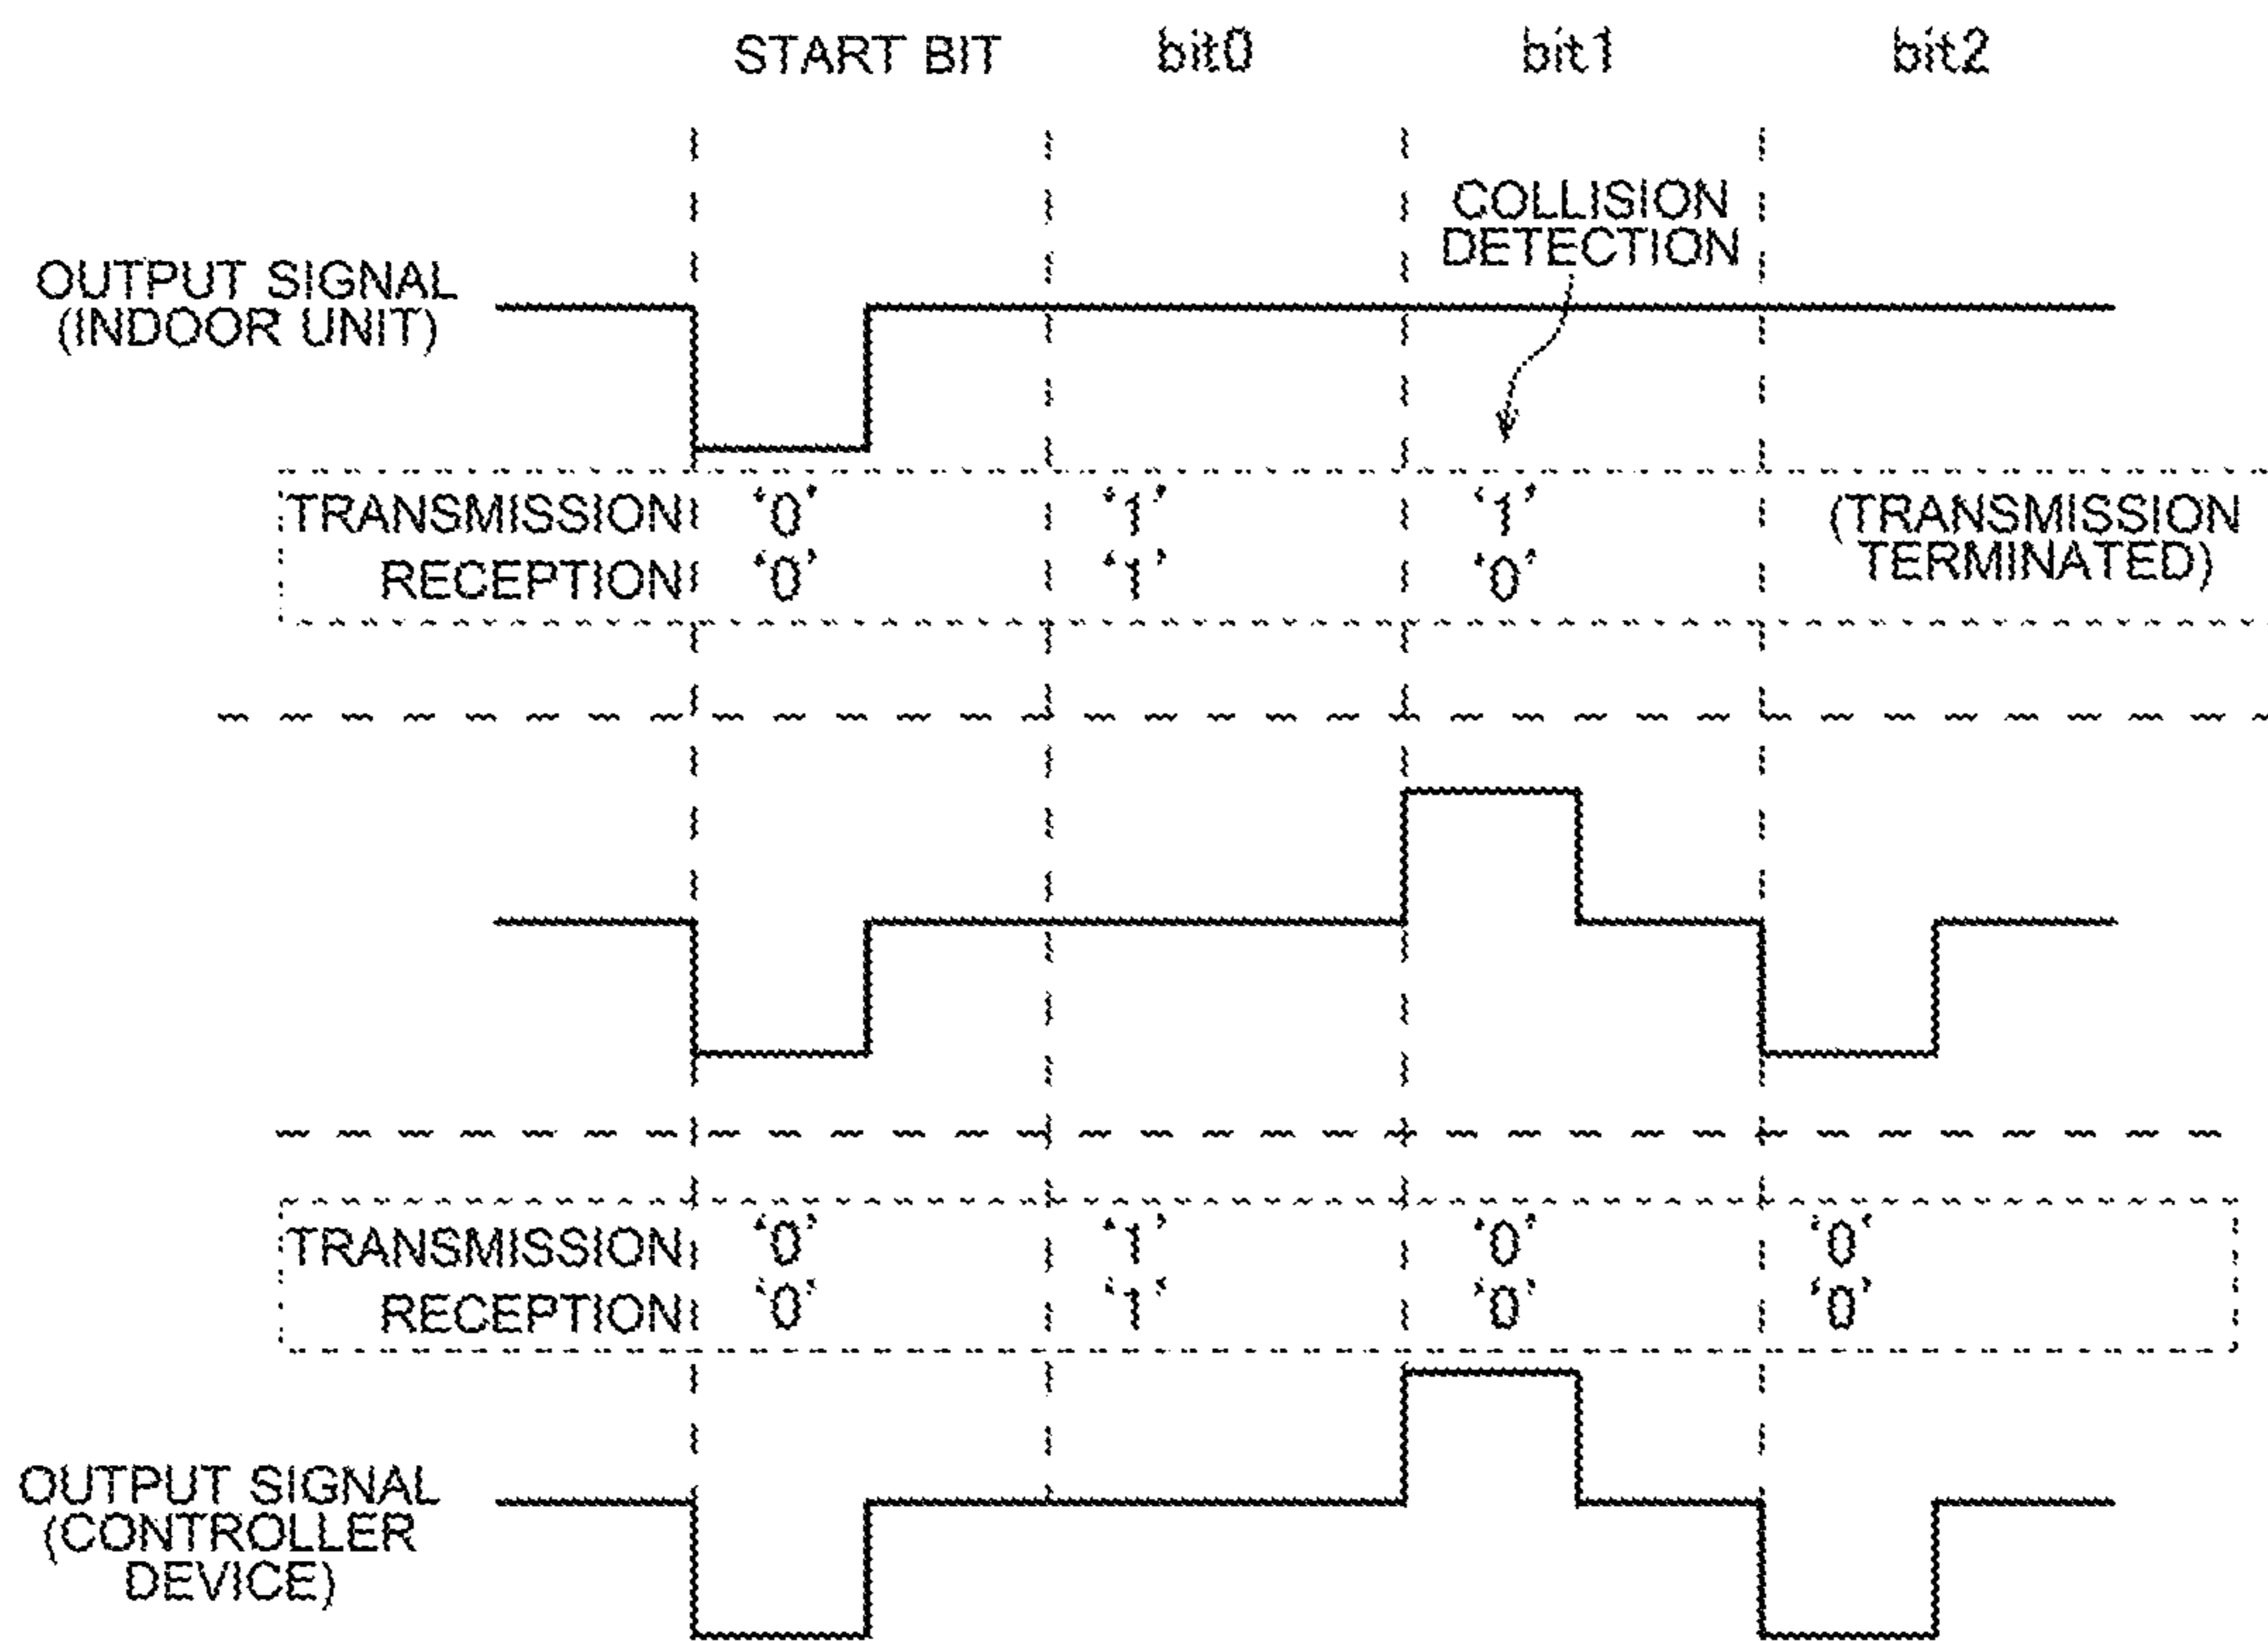 START BIT bit0 bit1 bit2
COLLISION
DETECTION
OUTPUT SIGNAL
(INDOOR UNIT)
TRANSMISSION ‘0’ ‘1’ ‘1’ (TRANSMISSION
RECEPTION ‘0’ ‘1’ ‘0’ TERMINATED)
TRANSMISSION ‘0’ ‘1’ ‘0’ ‘0‘
RECEPTION ‘0’ ‘1‘ ‘0’ ‘0’
OUTPUT SIGNAL
(CONTROLLER
DEVICE)